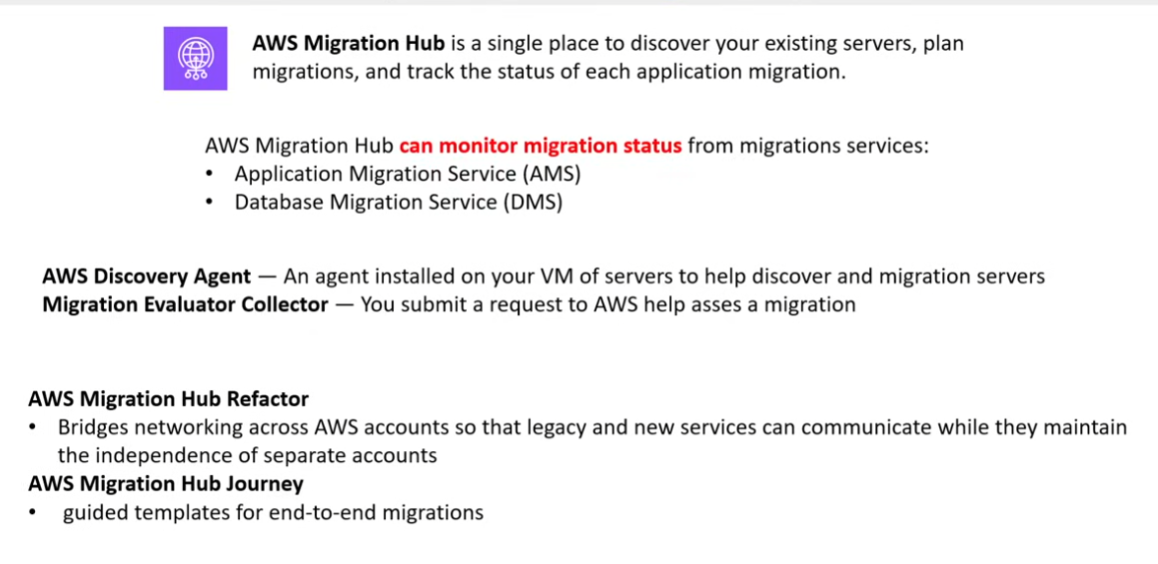 AWS Migration Hub is a single place to discover your existing servers, plan
migrations, and track the status of each application migration.
AWS Migration Hub can monitor migration status from migrations services:
• Application Migration Service (AMS)
• Database Migration Service (DMS)
AWS Discovery Agent — An agent installed on your VM of servers to help discover and migration servers
Migration Evaluator Collector — You submit a request to AWS help asses a migration
AWS Migration Hub Refactor
• Bridges networking across AWS accounts so that legacy and new services can communicate while they maintain
the independence of separate accounts
AWS Migration Hub Journey
• guided templates for end-to-end migrations